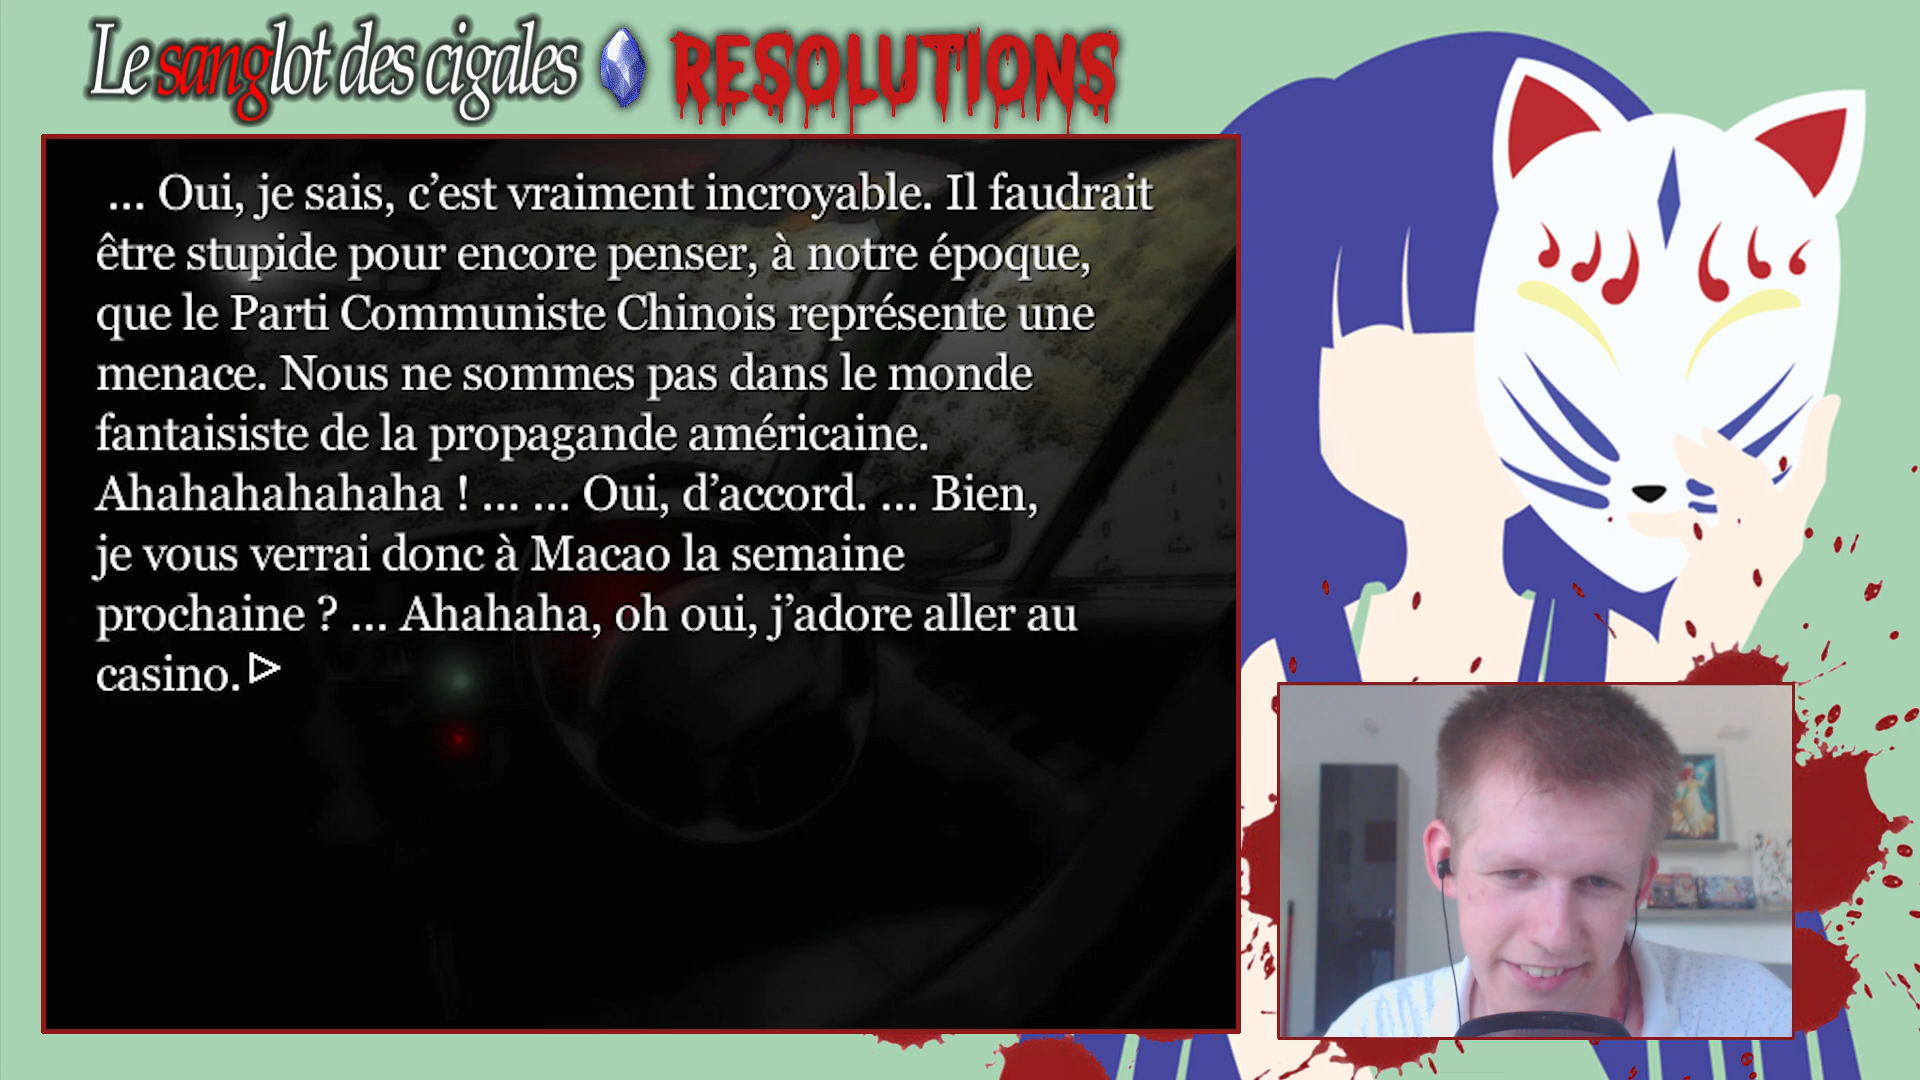 Le sanglot des cigales RESOLUTIONS
... Oui, je sais, c’est vraiment incroyable. Il faudrait
être stupide pour encore penser, à notre époque,
que le Parti Communiste Chinois représente une
menace. Nous ne sommes pas dans le monde
fantaisiste de la propagande américaine.
Ahahahahahaha ! ... ... Oui, d’accord. ... Bien,
je vous verrai donc à Macao la semaine
prochaine ? ... Ahahaha, oh oui, j’adore aller au
casino.